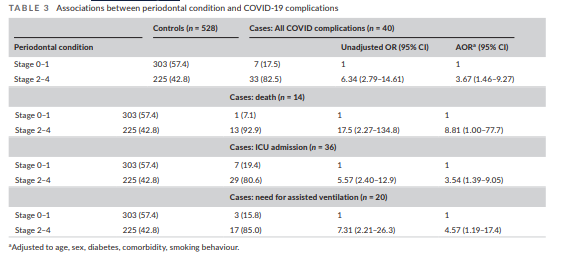 TABLE 3 Associations between periodontal condition and COVID-19 complications
Controls (n = 528) Cases: All COVID complications (n = 40)
Periodontal condition Unadjusted OR (95% CI) AORᵃ (95% CI)
Stage 0–1 303 (57.4) 7 (17.5) 1 1
Stage 2–4 225 (42.8) 33 (82.5) 6.34 (2.79–14.61) 3.67 (1.46–9.27)
Cases: death (n = 14)
Stage 0–1 303 (57.4) 1 (7.1) 1 1
Stage 2–4 225 (42.8) 13 (92.9) 17.5 (2.27–134.8) 8.81 (1.00–77.7)
Cases: ICU admission (n = 36)
Stage 0–1 303 (57.4) 7 (19.4) 1 1
Stage 2–4 225 (42.8) 29 (80.6) 5.57 (2.40–12.9) 3.54 (1.39–9.05)
Cases: need for assisted ventilation (n = 20)
Stage 0–1 303 (57.4) 3 (15.8) 1 1
Stage 2–4 225 (42.8) 17 (85.0) 7.31 (2.21–26.3) 4.57 (1.19–17.4)
ᵃAdjusted to age, sex, diabetes, comorbidity, smoking behaviour.